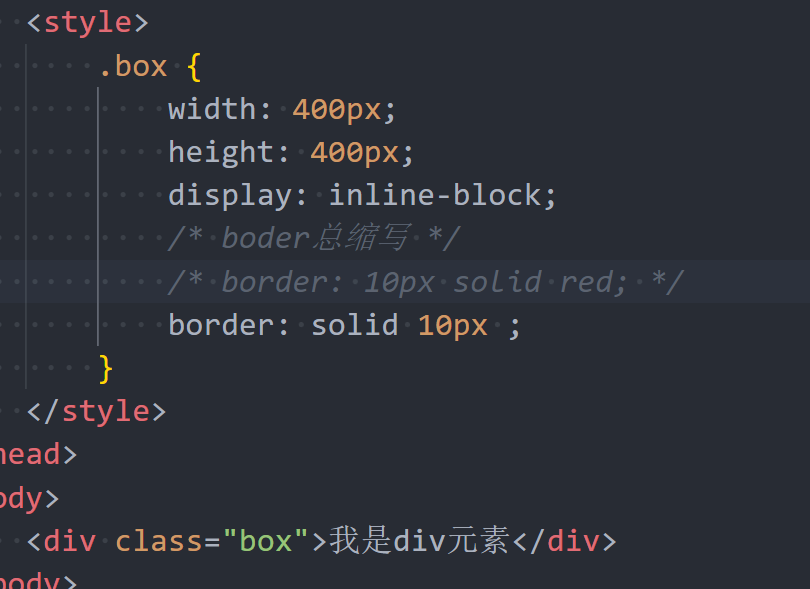 <style>
.box {
width: 400px;
height: 400px;
display: inline-block;
/* boder总缩写 */
/* border: 10px solid red; */
border: solid 10px ;
}
</style>
head>
ody>
<div class="box">我是div元素</div>
body>